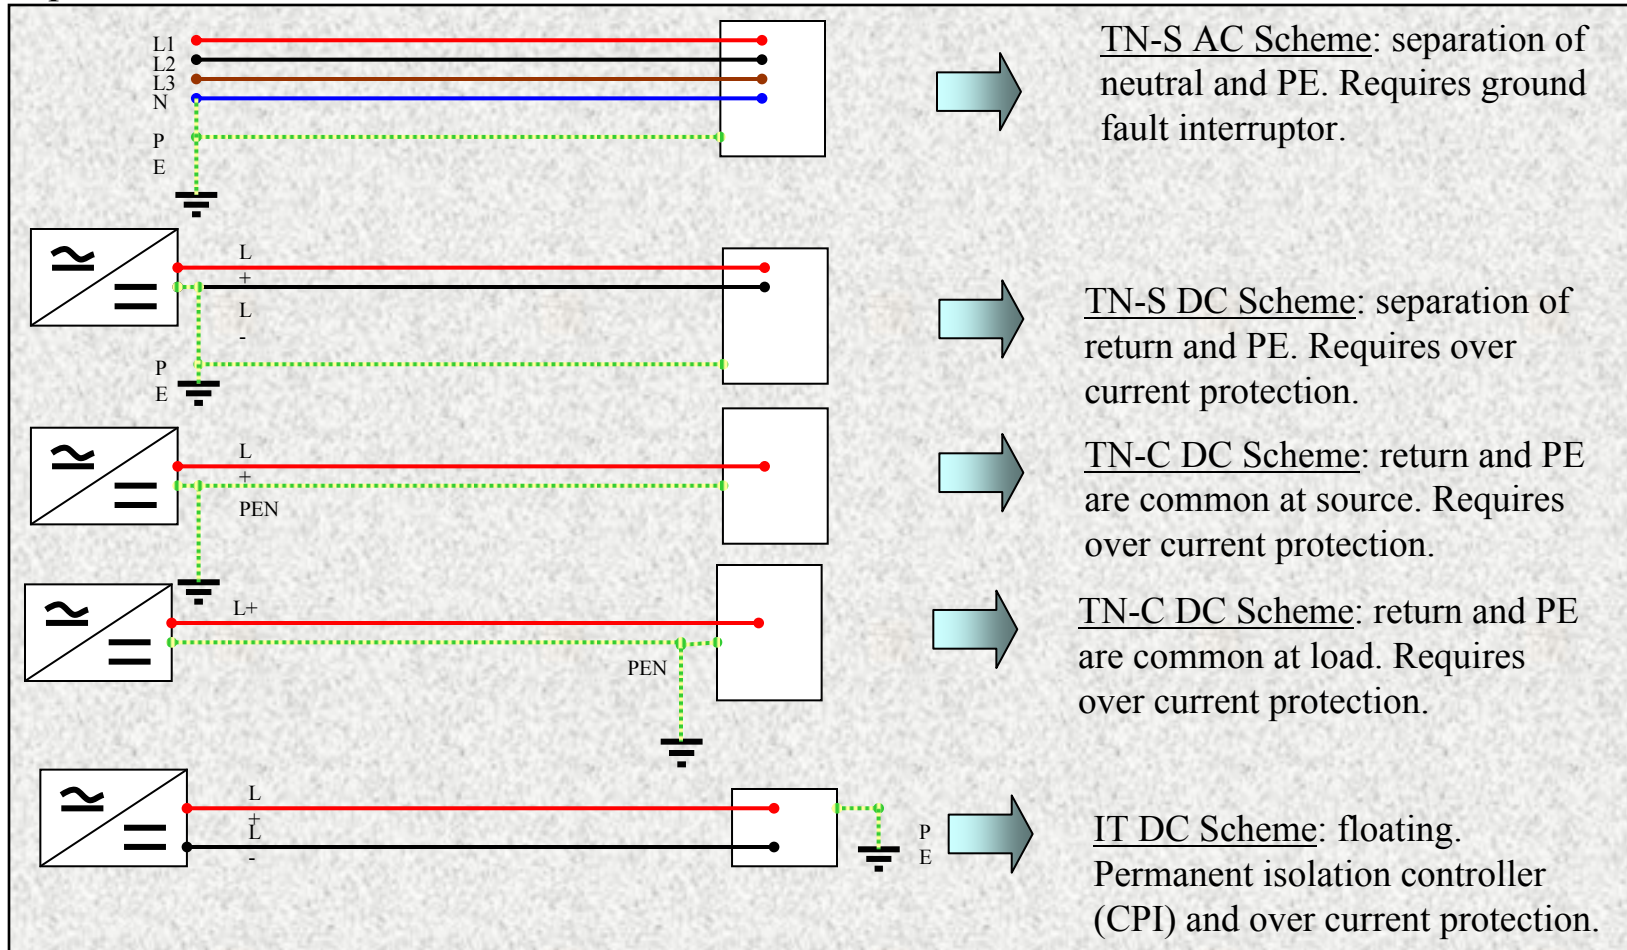 L1
L2
L3
N
P
E
TN-S AC Scheme: separation of
neutral and PE. Requires ground
fault interruptor.
L
+
L
-
P
E
TN-S DC Scheme: separation of
return and PE. Requires over
current protection.
L
+
PEN
TN-C DC Scheme: return and PE
are common at source. Requires
over current protection.
L+
PEN
TN-C DC Scheme: return and PE
are common at load. Requires
over current protection.
L
+
L
-
P
E
IT DC Scheme: floating.
Permanent isolation controller
(CPI) and over current protection.